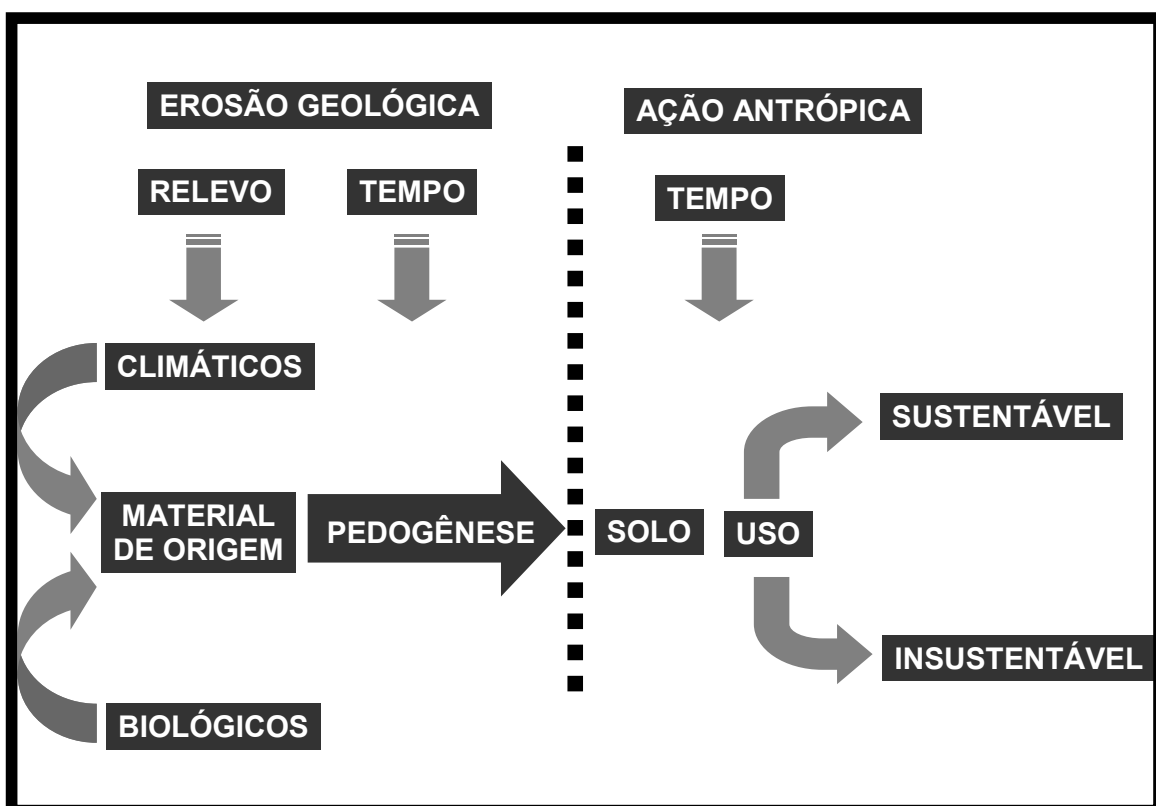 EROSÃO GEOLÓGICA
AÇÃO ANTRÓPICA
RELEVO
TEMPO
TEMPO
CLIMÁTICOS
SUSTENTÁVEL
MATERIAL
DE ORIGEM
PEDOGÊNESE
SOLO
USO
INSUSTENTÁVEL
BIOLÓGICOS